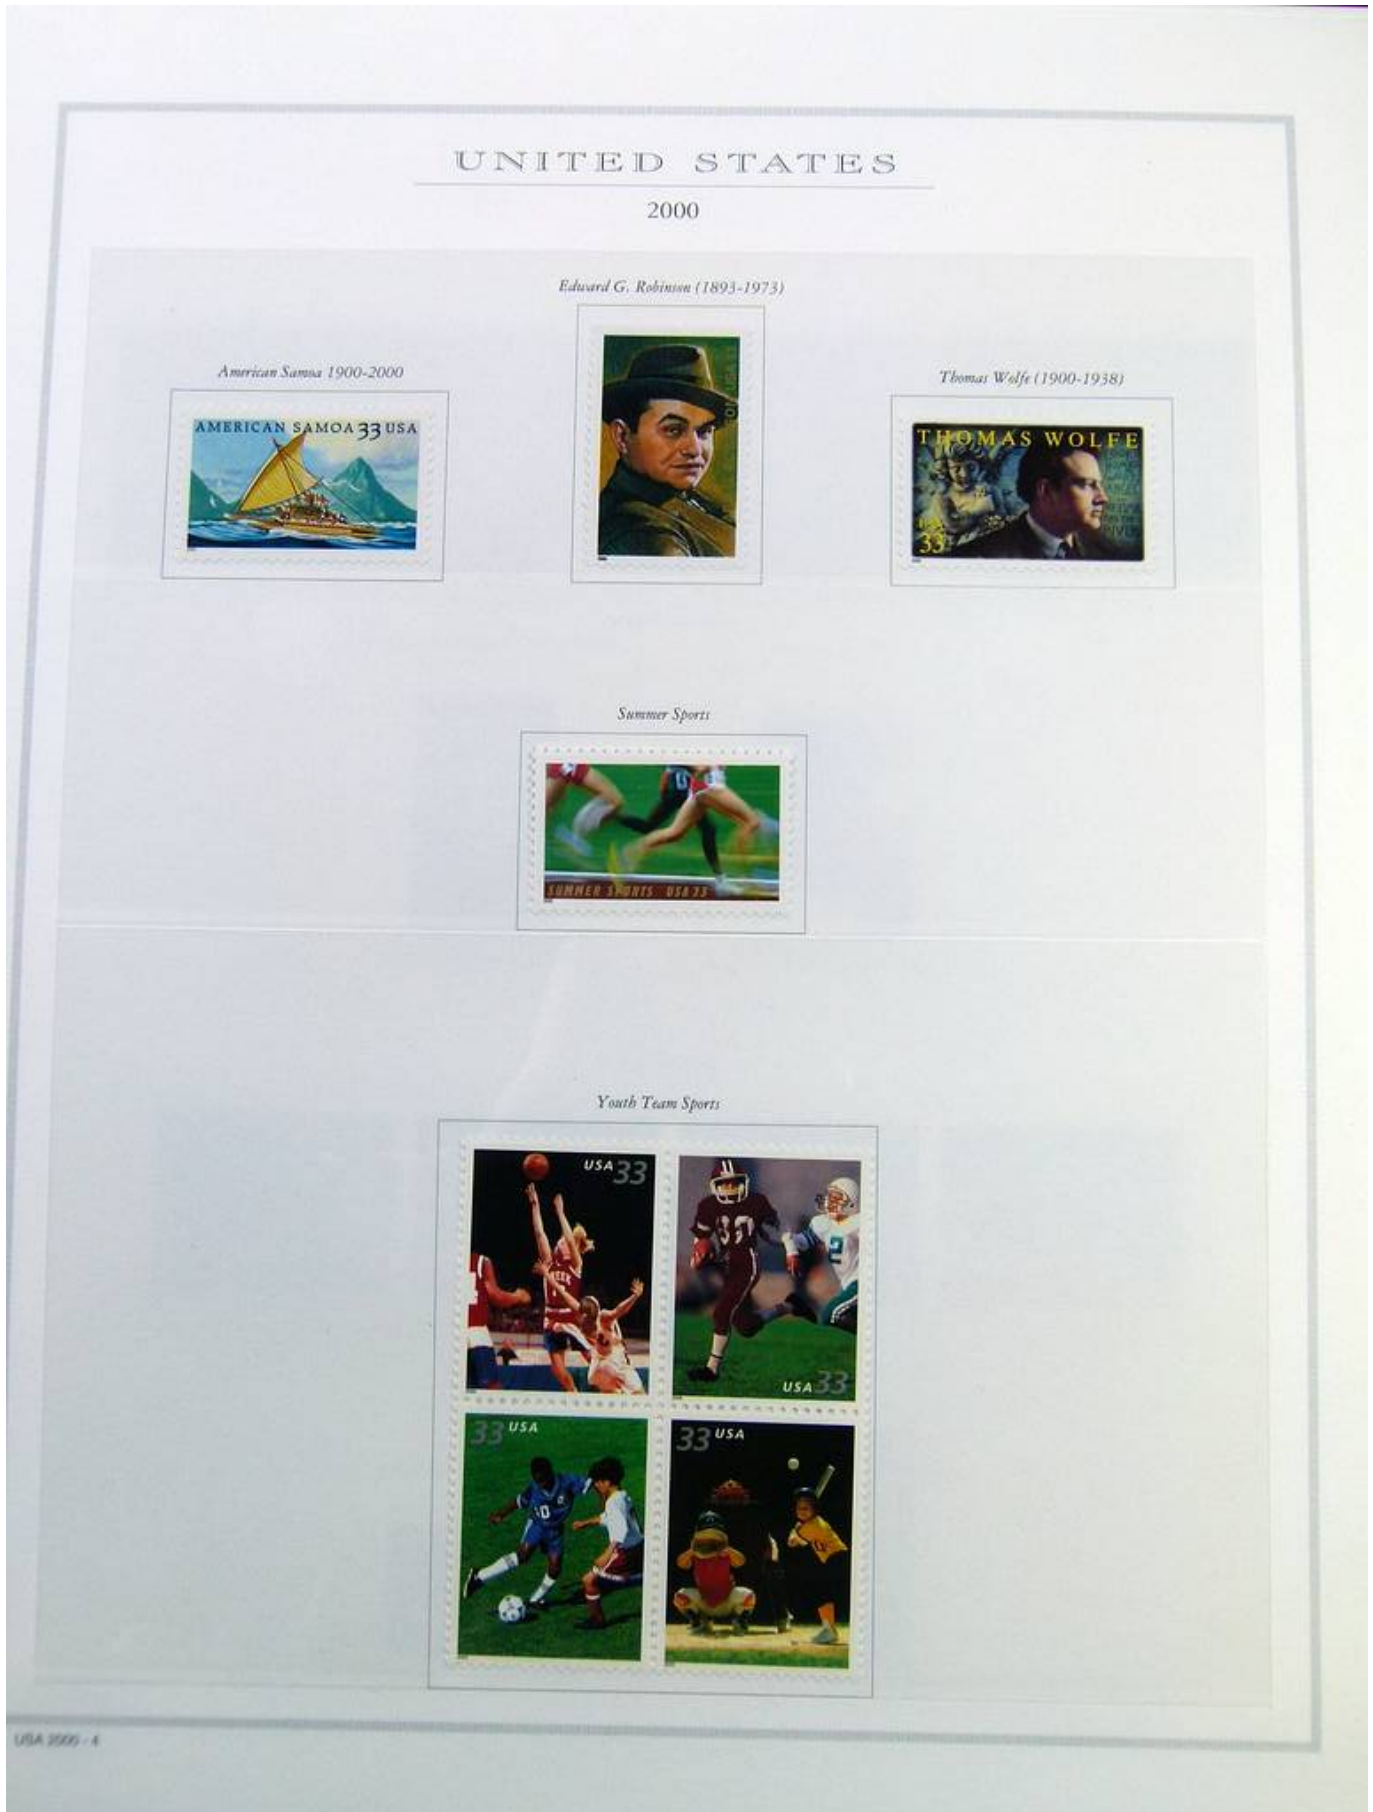 UNITED STATES
2000
Edward G. Robinson (1893-1973)
American Samoa 1900-2000
Thomas Wolfe (1900-1938)
AMERICAN SAMOA 33 USA
THOMAS WOLFE
USA
33
Summer Sports
SUMMER SPORTS USA 33
Youth Team Sports
USA 33
USA 33
33 USA
33 USA
USA 2000 - 4